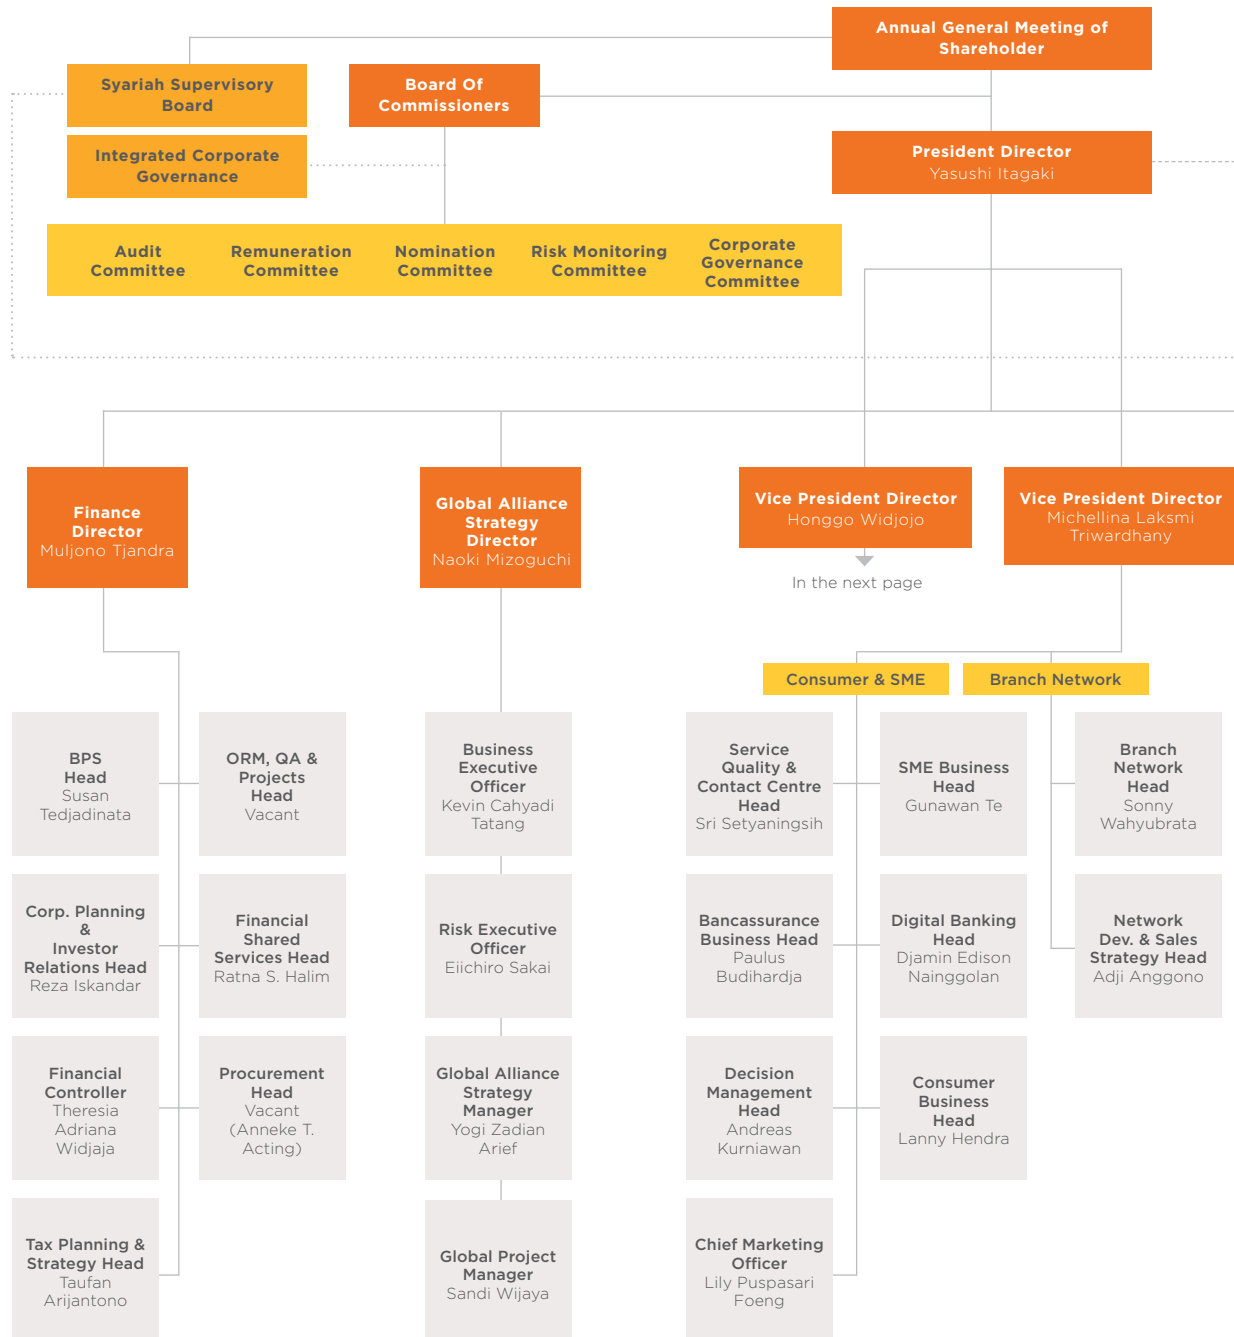 Annual General Meeting of
Shareholder
Syariah Supervisory
Board
Board Of
Commissioners
Integrated Corporate
Governance
President Director
Yasushi Itagaki
Audit
Committee
Remuneration
Committee
Nomination
Committee
Risk Monitoring
Committee
Corporate
Governance
Committee
Finance
Director
Muljono Tjandra
Global Alliance
Strategy
Director
Naoki Mizoguchi
Vice President Director
Honggo Widjojo
In the next page
Vice President Director
Michellina Laksmi
Triwardhany
Consumer & SME
Branch Network
BPS
Head
Susan
Tedjadinata
ORM, QA &
Projects
Head
Vacant
Business
Executive
Officer
Kevin Cahyadi
Tatang
Service
Quality &
Contact Centre
Head
Sri Setyaningsih
SME Business
Head
Gunawan Te
Branch
Network
Head
Sonny
Wahyubrata
Corp. Planning
&
Investor
Relations Head
Reza Iskandar
Financial
Shared
Services Head
Ratna S. Halim
Risk Executive
Officer
Eiichiro Sakai
Bancassurance
Business Head
Paulus
Budihardja
Digital Banking
Head
Djamin Edison
Nainggolan
Network
Dev. & Sales
Strategy Head
Adji Anggono
Financial
Controller
Theresia
Adriana
Widjaja
Procurement
Head
Vacant
(Anneke T.
Acting)
Global Alliance
Strategy
Manager
Yogi Zadian
Arief
Decision
Management
Head
Andreas
Kurniawan
Consumer
Business
Head
Lanny Hendra
Tax Planning &
Strategy Head
Taufan
Arijantono
Global Project
Manager
Sandi Wijaya
Chief Marketing
Officer
Lily Puspasari
Foeng